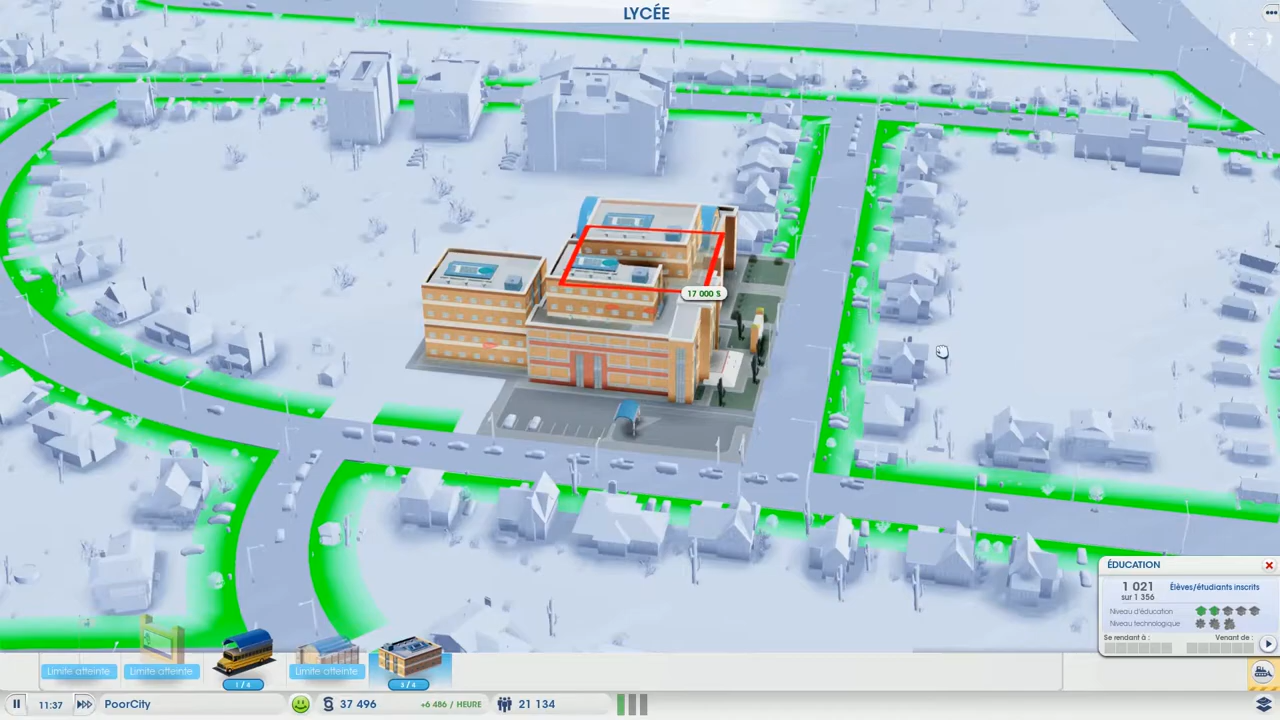 LYCÉE
17 000 §
ÉDUCATION
1 021
sur 1 356
Élèves/étudiants inscrits
Niveau d'éducation
Niveau technologique
Se rendant à :
Venant de :
Limite atteinte
Limite atteinte
1 / 4
Limite atteinte
3 / 4
11:37
PoorCity
37 496
+6 486 / HEURE
21 134